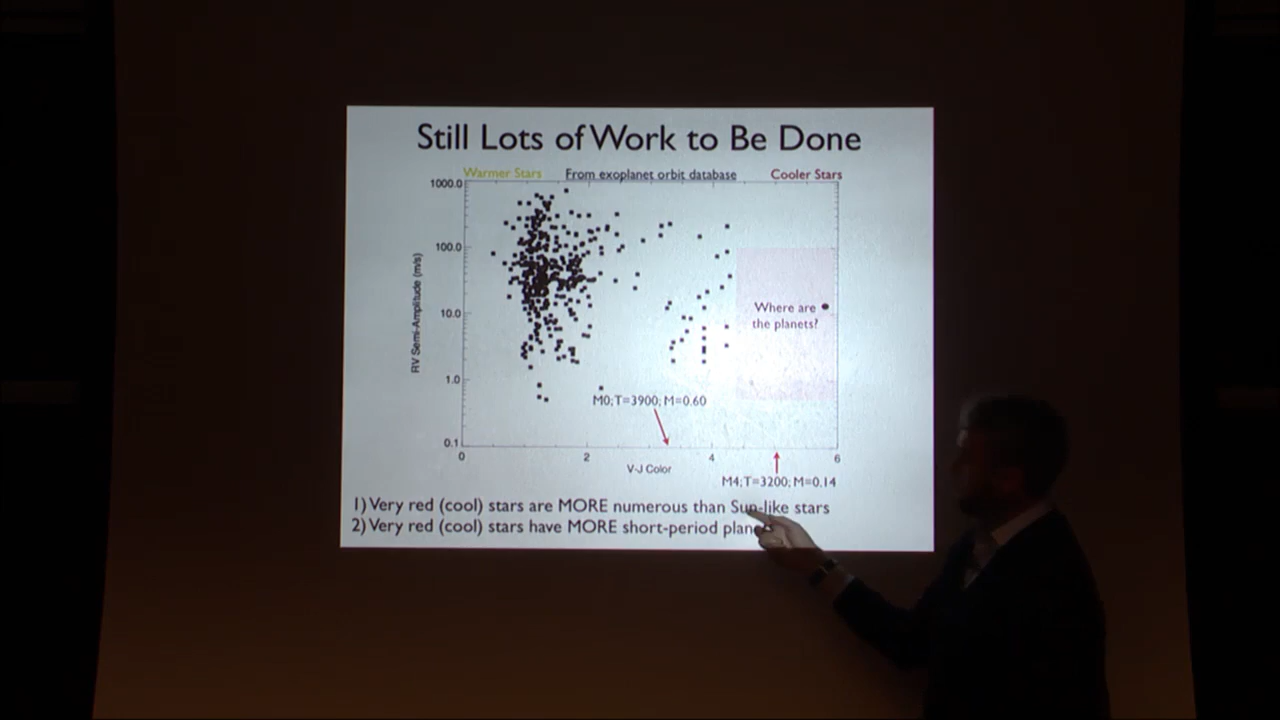 Still Lots of Work to Be Done
Warmer Stars From exoplanet orbit database Cooler Stars
1000.0
100.0
10.0
1.0
0.1
RV Semi-Amplitude (m/s)
Where are
the planets?
M0; T=3900; M=0.60
0 2 4 6
V-J Color
M4; T=3200; M=0.14
1) Very red (cool) stars are MORE numerous than Sun-like stars
2) Very red (cool) stars have MORE short-period planets